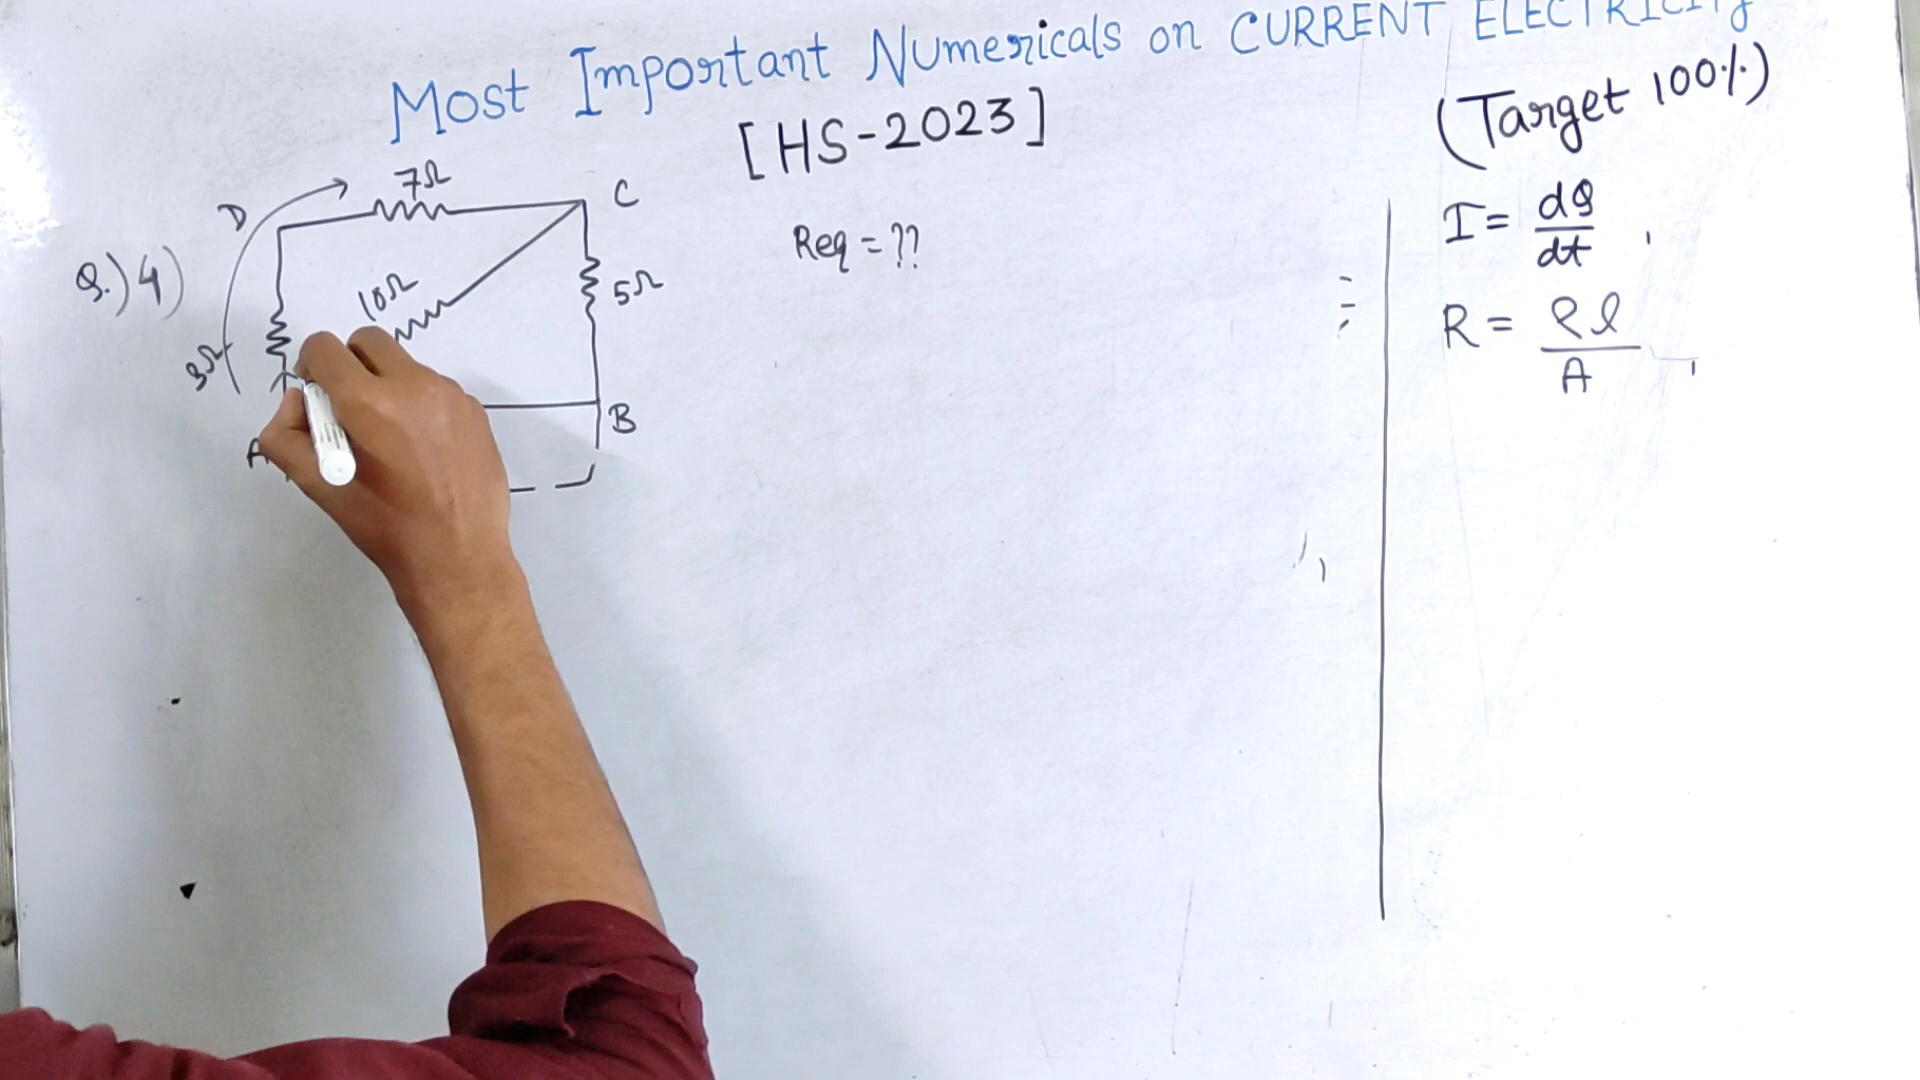 Most Important Numericals on CURRENT ELECTRICITY
[HS-2023]
(Target 100%)
Q.) 4)
D
7Ω
C
10Ω
5Ω
3Ω
A
B
Req = ??
I = dQ/dt ,
R = ρl/A ,